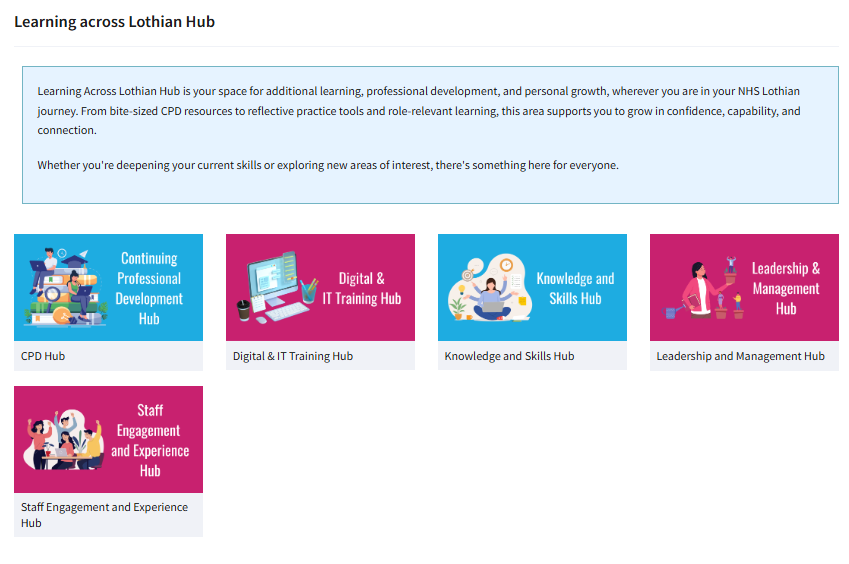 Learning across Lothian Hub
Learning Across Lothian Hub is your space for additional learning, professional development, and personal growth, wherever you are in your NHS Lothian
journey. From bite-sized CPD resources to reflective practice tools and role-relevant learning, this area supports you to grow in confidence, capability, and
connection.
Whether you're deepening your current skills or exploring new areas of interest, there's something here for everyone.
Continuing
Professional
Development
Hub
CPD Hub
Digital &
IT Training Hub
Digital & IT Training Hub
Knowledge and
Skills Hub
Knowledge and Skills Hub
Leadership &
Management
Hub
Leadership and Management Hub
Staff
Engagement
and Experience
Hub
Staff Engagement and Experience
Hub